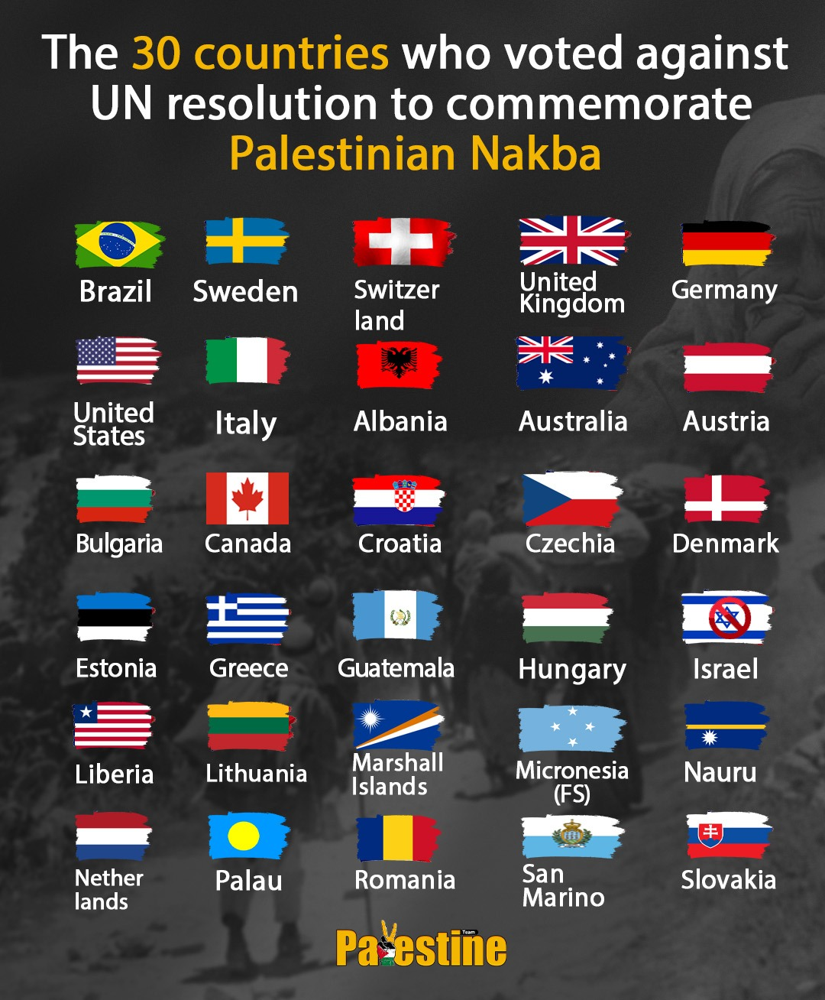 The 30 countries who voted against
UN resolution to commemorate
Palestinian Nakba
Brazil
Sweden
Switzer
land
United
Kingdom
Germany
United
States
Italy
Albania
Australia
Austria
Bulgaria
Canada
Croatia
Czechia
Denmark
Estonia
Greece
Guatemala
Hungary
Israel
Liberia
Lithuania
Marshall
Islands
Micronesia
(FS)
Nauru
Nether
lands
Palau
Romania
San
Marino
Slovakia
Team
Palestine